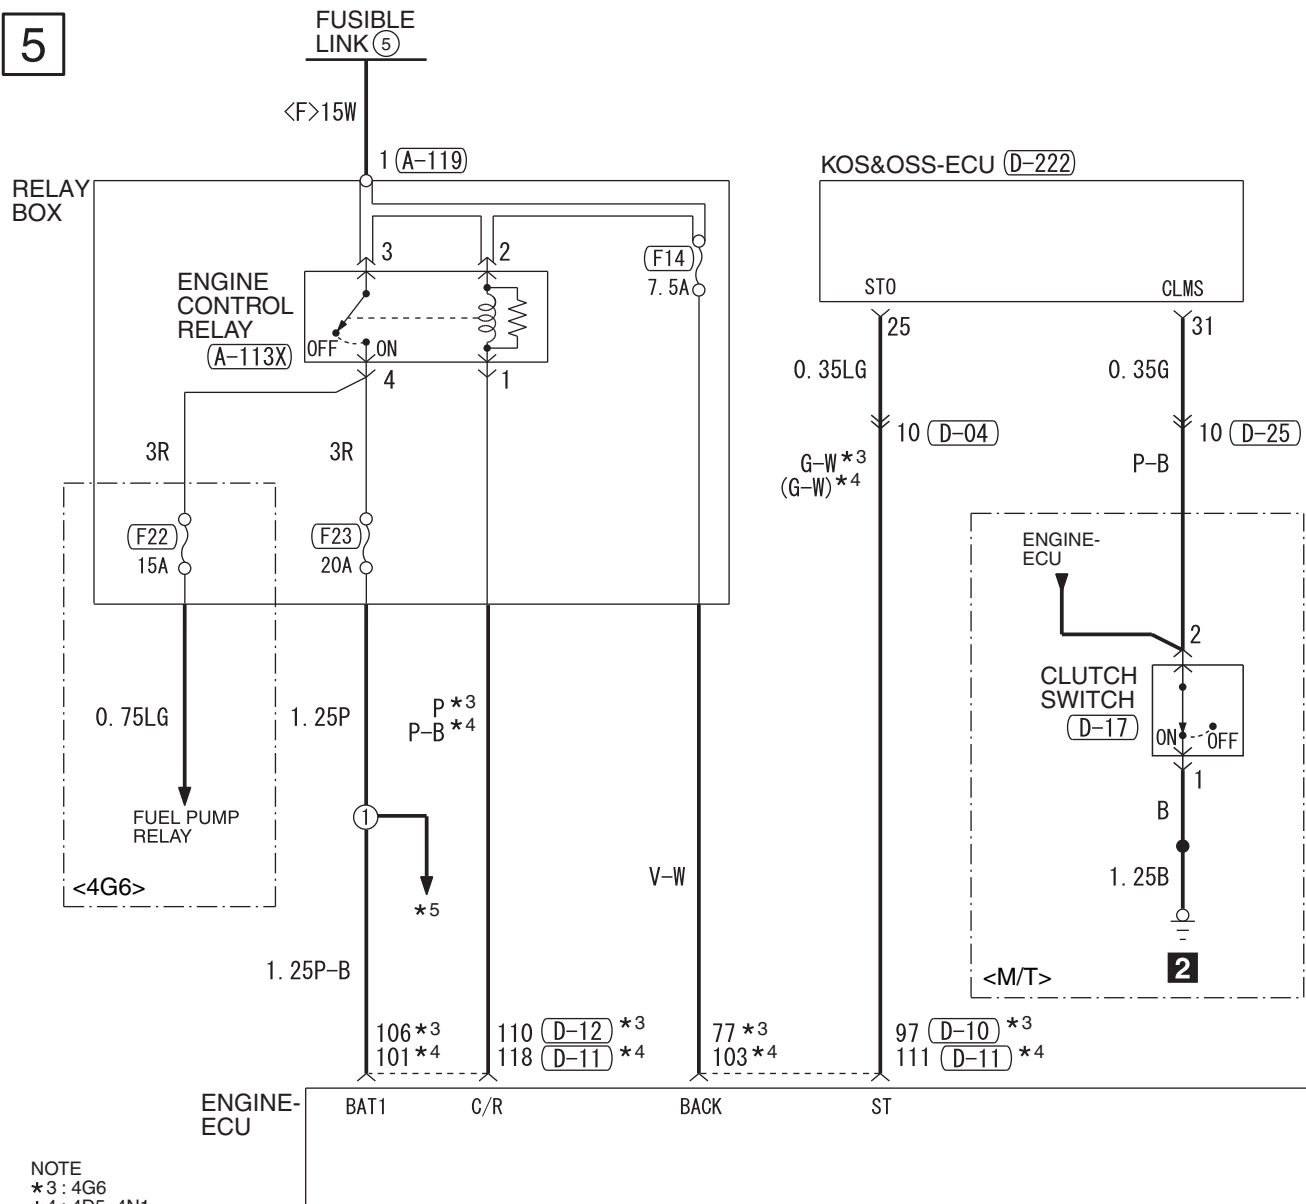 5
FUSIBLE
LINK 5
<F>15W
1 A-119
RELAY
BOX
KOS&OSS-ECU D-222
3
2
F14
7.5A
ENGINE
CONTROL
RELAY
A-113X
OFF
ON
4
1
STO
CLMS
25
31
0.35LG
0.35G
10 D-04
10 D-25
G-W*3
(G-W)*4
P-B
3R
3R
F22
15A
F23
20A
ENGINE-
ECU
2
CLUTCH
SWITCH
D-17
ON
OFF
1
B
1.25B
2
<M/T>
0.75LG
1.25P
P*3
P-B*4
FUEL PUMP
RELAY
<4G6>
1
*5
V-W
1.25P-B
106*3
101*4
110 D-12 *3
118 D-11 *4
77*3
103*4
97 D-10 *3
111 D-11 *4
ENGINE-
ECU
BAT1
C/R
BACK
ST
NOTE
*3 : 4G6
*4 : 4D5, 4N1